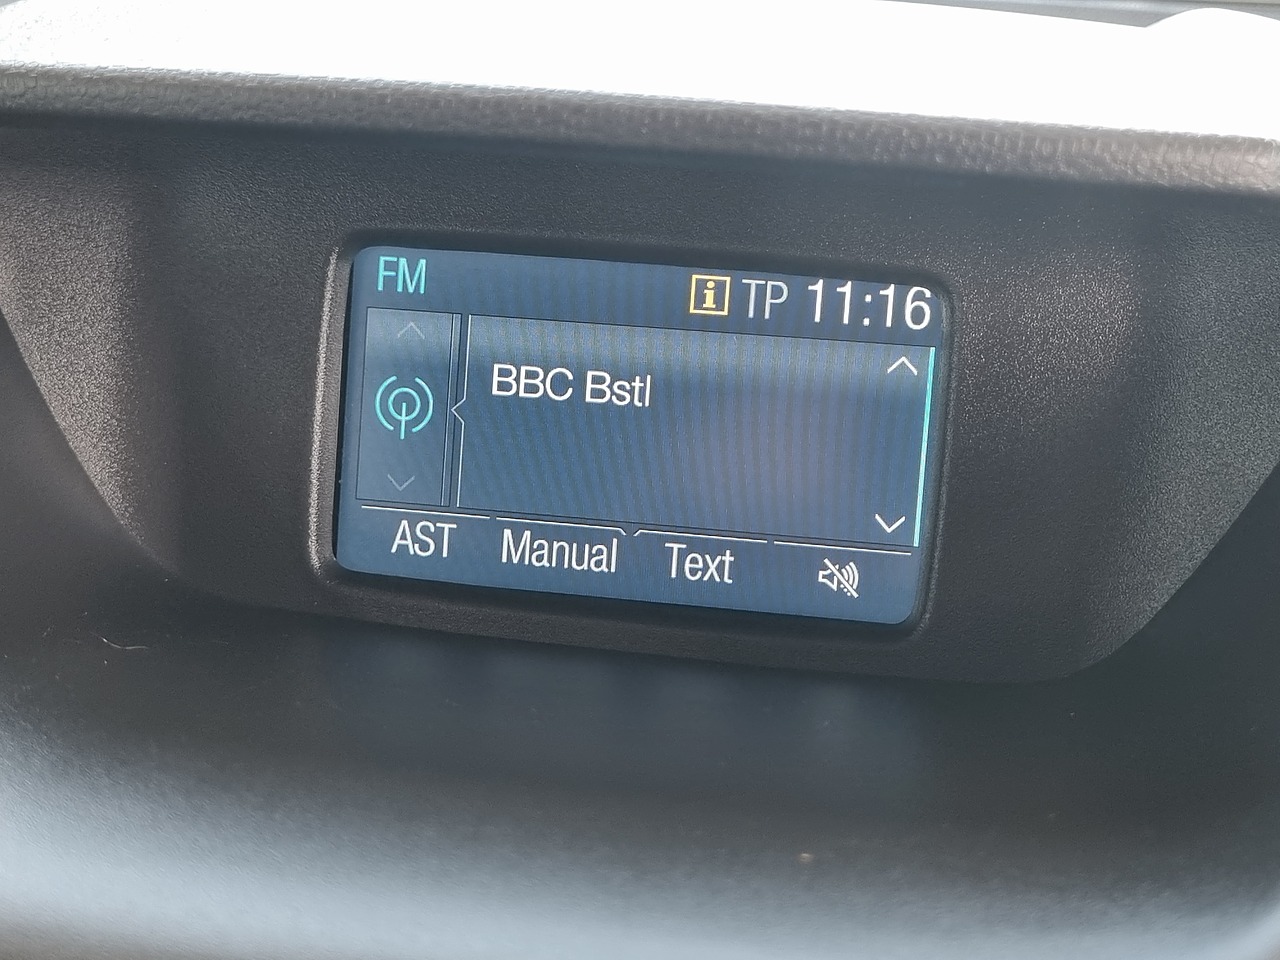 FM i TP 11:16
BBC Bstl
AST Manual Text